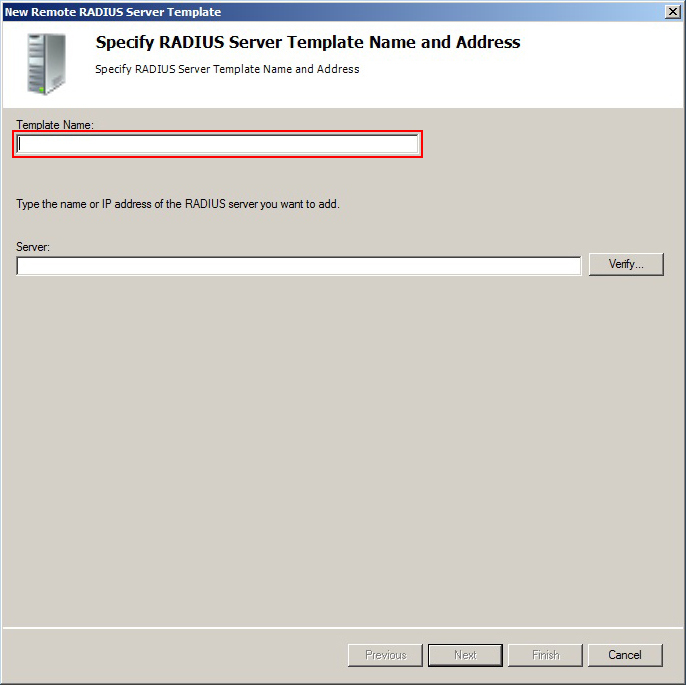 New Remote RADIUS Server Template
Specify RADIUS Server Template Name and Address
Specify RADIUS Server Template Name and Address
Template Name:
Type the name or IP address of the RADIUS server you want to add.
Server:
Verify...
Previous
Next
Finish
Cancel